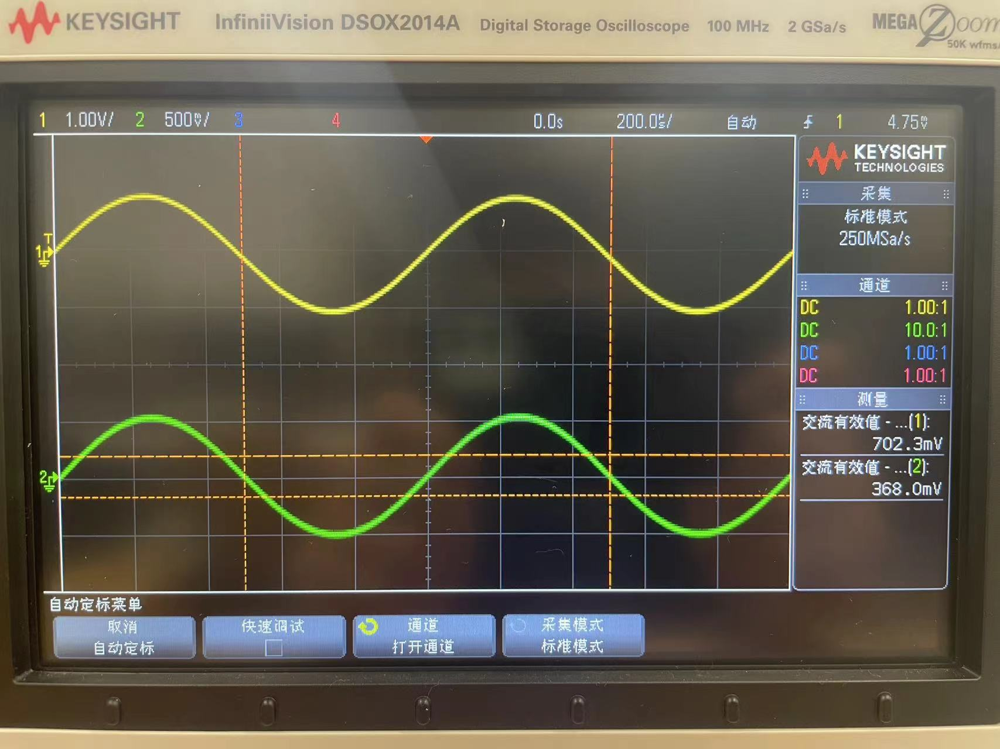 KEYSIGHT InfiniiVision DSOX2014A Digital Storage Oscilloscope 100 MHz 2 GSa/s MEGA Zoom
50K wfms/
1 1.00V/ 2 500mV/ 3 4 0.0s 200.0µs/ 自动 1 4.75mV
KEYSIGHT
TECHNOLOGIES
采集
标准模式
250MSa/s
T
1
通道
DC 1.00:1
DC 10.0:1
DC 1.00:1
DC 1.00:1
测量
交流有效值 - ...(1):
702.3mV
2
交流有效值 - ...(2):
368.0mV
自动定标菜单
取消
自动定标
快速调试
通道
打开通道
采集模式
标准模式